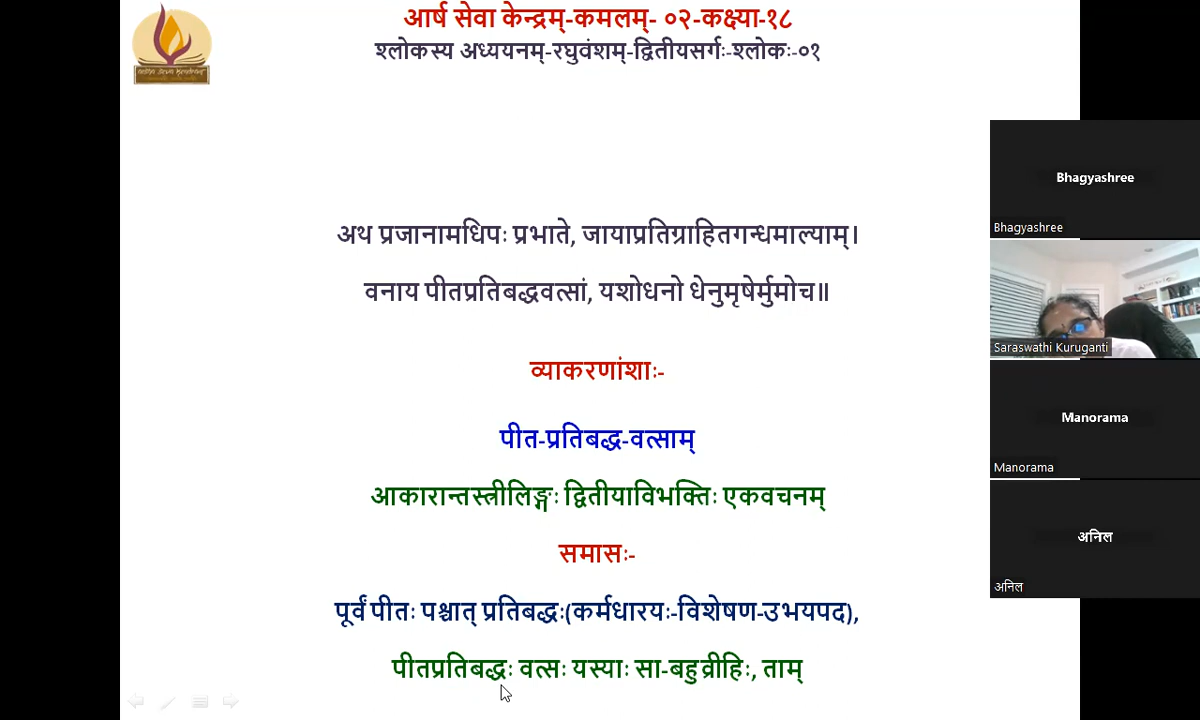 आर्ष सेवा केन्द्रम्-कमलम्- ०२-कक्ष्या-१८
श्लोकस्य अध्ययनम्-रघुवंशम्-द्वितीयसर्गः-श्लोकः-०१
अथ प्रजानामधिपः प्रभाते, जायाप्रतिग्राहितगन्धमाल्याम्।
वनाय पीतप्रतिबद्धवत्सां, यशोधनो धेनुमृषेर्मुमोच॥
व्याकरणांशाः-
पीत-प्रतिबद्ध-वत्साम्
आकारान्तस्त्रीलिङ्गः द्वितीयाविभक्तिः एकवचनम्
समासः-
पूर्वं पीतः पश्चात् प्रतिबद्धः(कर्मधारयः-विशेषण-उभयपद),
पीतप्रतिबद्धः वत्सः यस्याः सा-बहुव्रीहिः, ताम्
Bhagyashree
Bhagyashree
Saraswathi Kuruganti
Manorama
Manorama
अनिल
अनिल